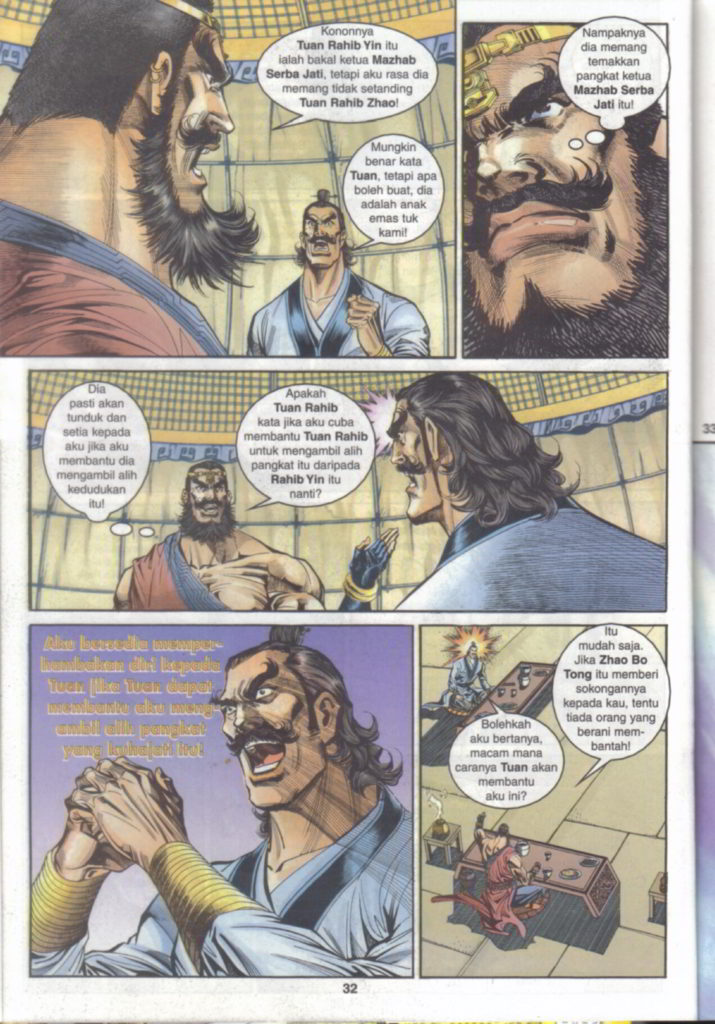 Kononnya
Tuan Rahib Yin itu
ialah bakal ketua Mazhab
Serba Jati, tetapi aku rasa dia
memang tidak setanding
Tuan Rahib Zhao!
Mungkin
benar kata
Tuan, tetapi apa
boleh buat, dia
adalah anak
emas tuk
kami!
Nampaknya
dia memang
temakkan
pangkat ketua
Mazhab Serba
Jati itu!
Dia
pasti akan
tunduk dan
setia kepada
aku jika aku
membantu dia
mengambil alih
kedudukan
itu!
Apakah
Tuan Rahib
kata jika aku cuba
membantu Tuan Rahib
untuk mengambil alih
pangkat itu daripada
Rahib Yin itu
nanti?
Aku bersedia memper-
hambakan diri kepada
Tuan jika Tuan dapat
membantu aku meng-
ambil alih pangkat
yang kuhajati itu!
Bolehkah
aku bertanya,
macam mana
caranya Tuan akan
membantu
aku ini?
Itu
mudah saja.
Jika Zhao Bo
Tong itu memberi
sokongannya
kepada kau, tentu
tiada orang yang
berani mem-
bantah!
32
33